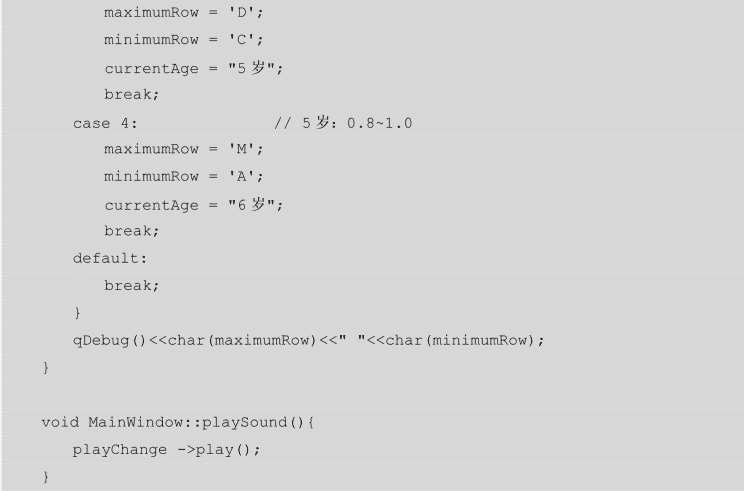 maximumRow = 'D';
minimumRow = 'C';
currentAge = "5 岁";
break;
case 4: // 5 岁：0.8~1.0
maximumRow = 'M';
minimumRow = 'A';
currentAge = "6 岁";
break;
default:
break;
}
qDebug()<<char(maximumRow)<<" "<<char(minimumRow);
}
void MainWindow::playSound(){
playChange ->play();
}